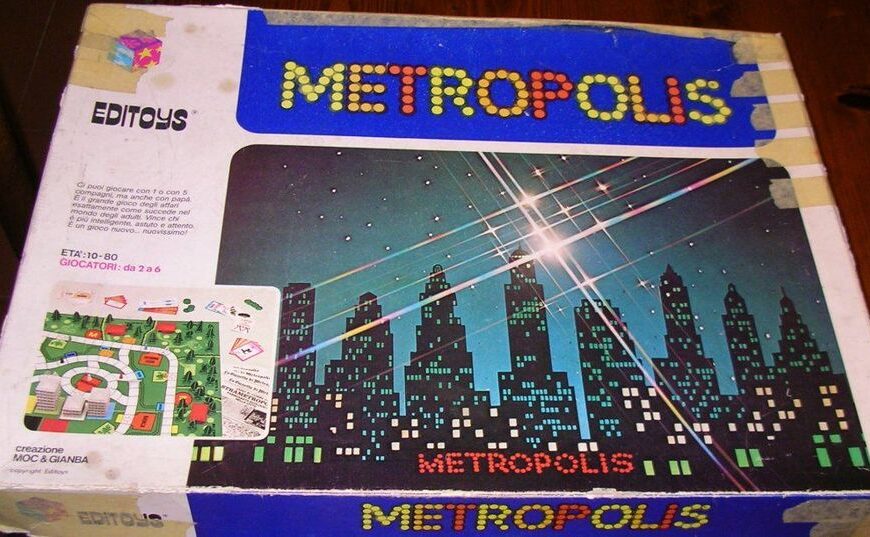 METROPOLIS
EDITOYS
Ci puoi giocare con 1 o con 5
compagni, ma anche con papà.
È il grande gioco degli affari
esattamente come succede nel
mondo degli adulti. Vince chi
è più intelligente, astuto e attento.
È un gioco nuovo... nuovissimo!
ETA':10-80
GIOCATORI: da 2 a 6
METROPOLIS
creazione
MOC & GIANBA
copyright Editoys
EDITOYS
METROPOLIS